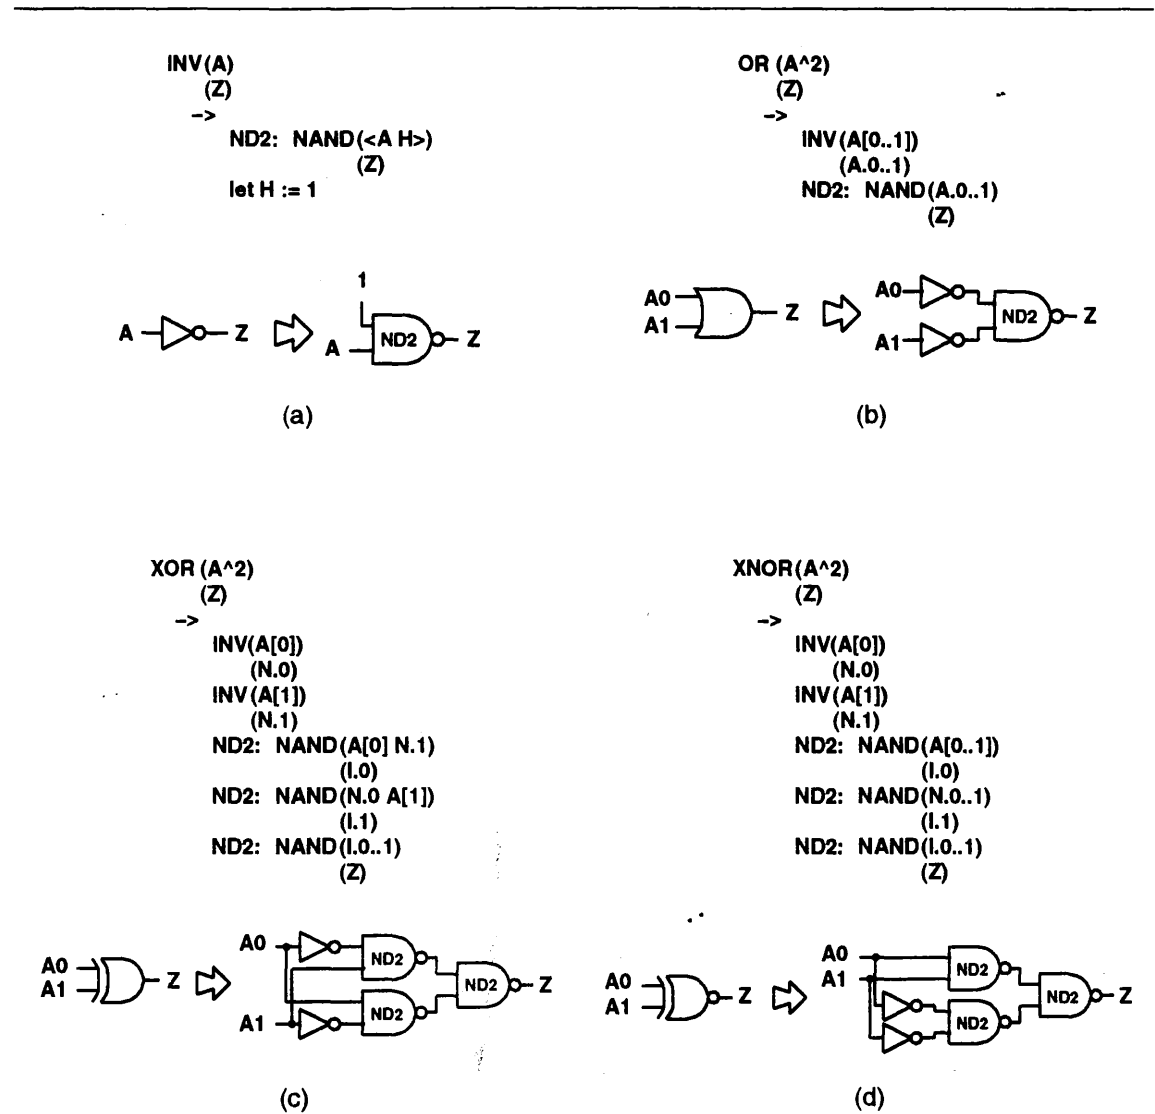 INV(A)
(Z)
->
ND2: NAND(<A H>)
(Z)
let H := 1
1
A
Z
A
ND2
Z
(a)
OR (A^2)
(Z)
->
INV(A[0..1])
(A.0..1)
ND2: NAND(A.0..1)
(Z)
A0
A1
Z
A0
A1
ND2
Z
(b)
XOR (A^2)
(Z)
->
INV(A[0])
(N.0)
INV(A[1])
(N.1)
ND2: NAND(A[0] N.1)
(I.0)
ND2: NAND(N.0 A[1])
(I.1)
ND2: NAND(I.0..1)
(Z)
A0
A1
Z
A0
A1
ND2
ND2
ND2
Z
(c)
XNOR(A^2)
(Z)
->
INV(A[0])
(N.0)
INV(A[1])
(N.1)
ND2: NAND(A[0..1])
(I.0)
ND2: NAND(N.0..1)
(I.1)
ND2: NAND(I.0..1)
(Z)
A0
A1
Z
A0
A1
ND2
ND2
ND2
Z
(d)